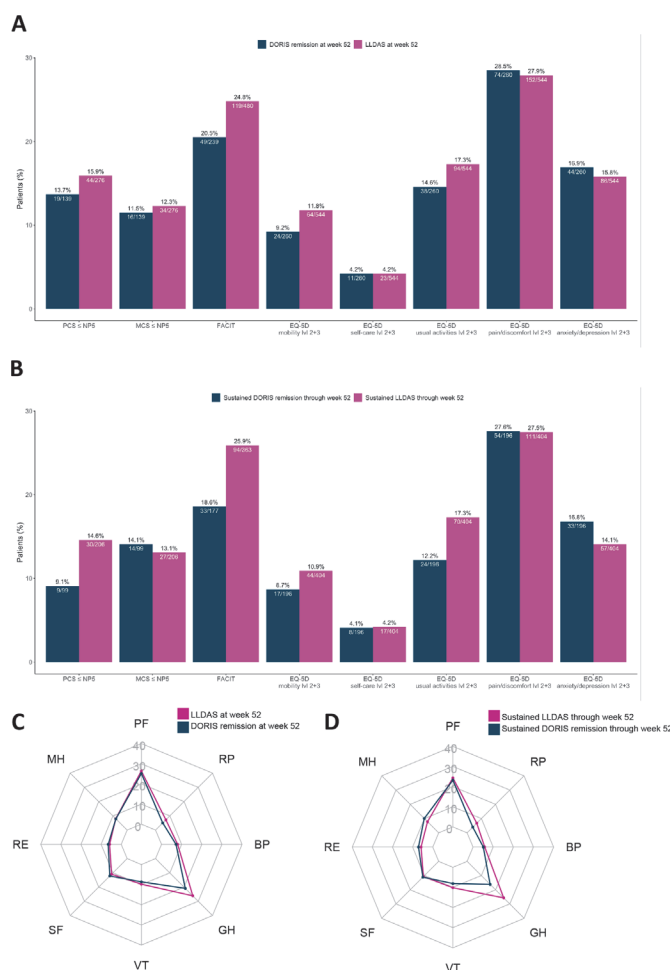 A
DORIS remission at week 52 LLDAS at week 52
30
28.5%
74/260
27.9%
152/544
24.8%
119/480
20.5%
49/239
20
17.3%
94/544
16.9%
44/260
15.9%
44/276
15.8%
86/544
14.6%
38/260
13.7%
19/139
12.3%
34/276
11.8%
64/544
11.5%
16/139
10
9.2%
24/260
4.2%
11/260
4.2%
23/544
0
Patients (%)
PCS ≤ NP5 MCS ≤ NP5 FACIT EQ-5D EQ-5D EQ-5D EQ-5D EQ-5D
mobility lvl 2+3 self-care lvl 2+3 usual activities lvl 2+3 pain/discomfort lvl 2+3 anxiety/depression lvl 2+3
B
Sustained DORIS remission through week 52 Sustained LLDAS through week 52
30
27.6%
54/196
27.5%
111/404
25.9%
18.6%
33/177
20
17.3%
70/404
16.8%
33/196
14.6%
30/206
14.1%
14/99
14.1%
57/404
13.1%
27/206
12.2%
24/196
10.9%
44/404
10
9.1%
9/99
8.7%
17/196
4.1%
8/196
4.2%
17/404
0
Patients (%)
PCS ≤ NP5 MCS ≤ NP5 FACIT EQ-5D EQ-5D EQ-5D EQ-5D EQ-5D
mobility lvl 2+3 self-care lvl 2+3 usual activities lvl 2+3 pain/discomfort lvl 2+3 anxiety/depression lvl 2+3
C
LLDAS at week 52
DORIS remission at week 52
PF
40
30
20
10
0
RP
BP
GH
VT
SF
RE
MH
D
Sustained LLDAS through week 52
Sustained DORIS remission through week 52
PF
40
30
20
10
0
RP
BP
GH
VT
SF
RE
MH